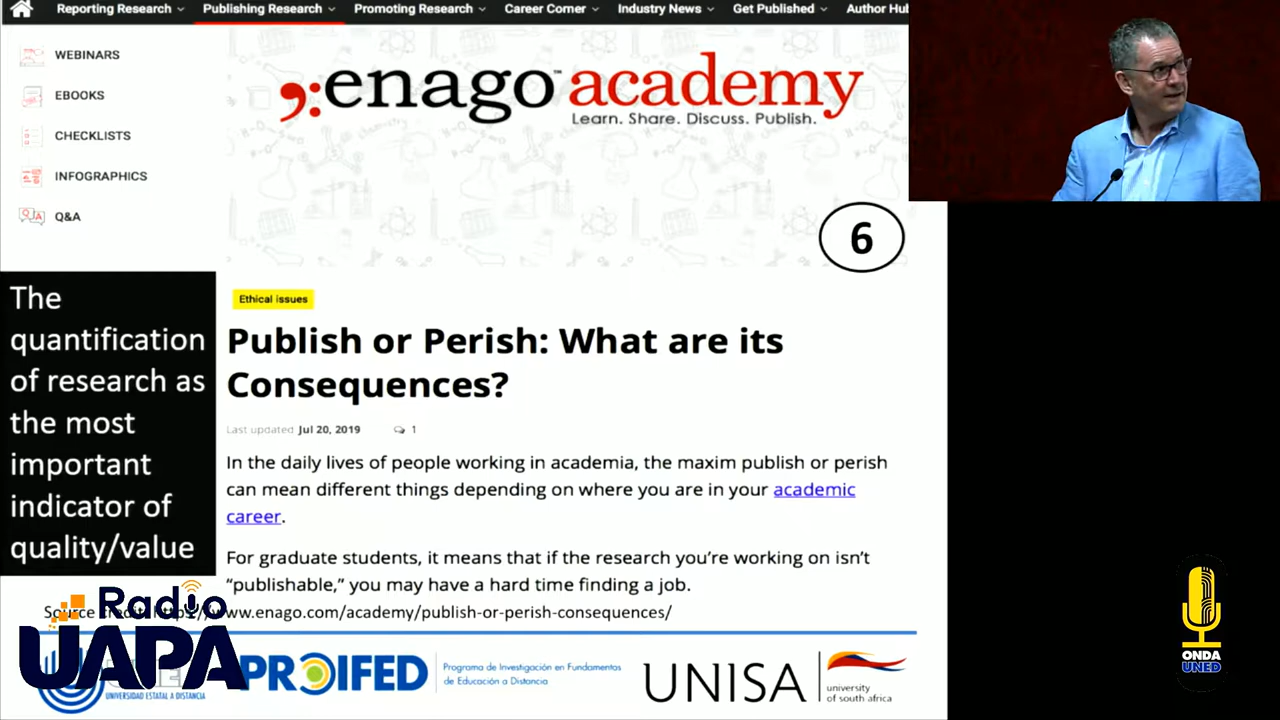 Reporting Research Publishing Research Promoting Research Career Corner Industry News Get Published Author Hub
WEBINARS
EBOOKS
CHECKLISTS
INFOGRAPHICS
Q&A
enago academy
Learn. Share. Discuss. Publish.
6
The
quantification
of research as
the most
important
indicator of
quality/value
Ethical issues
Publish or Perish: What are its
Consequences?
Last updated Jul 20, 2019 1
In the daily lives of people working in academia, the maxim publish or perish
can mean different things depending on where you are in your academic
career.
For graduate students, it means that if the research you're working on isn't
“publishable,” you may have a hard time finding a job.
www.enago.com/academy/publish-or-perish-consequences/
Radio
UAPA
UNIVERSIDAD ESTATAL A DISTANCIA
PROIFED
Programa de Investigación en Fundamentos
de Educación a Distancia
UNISA
university
of south africa
ONDA
UNED